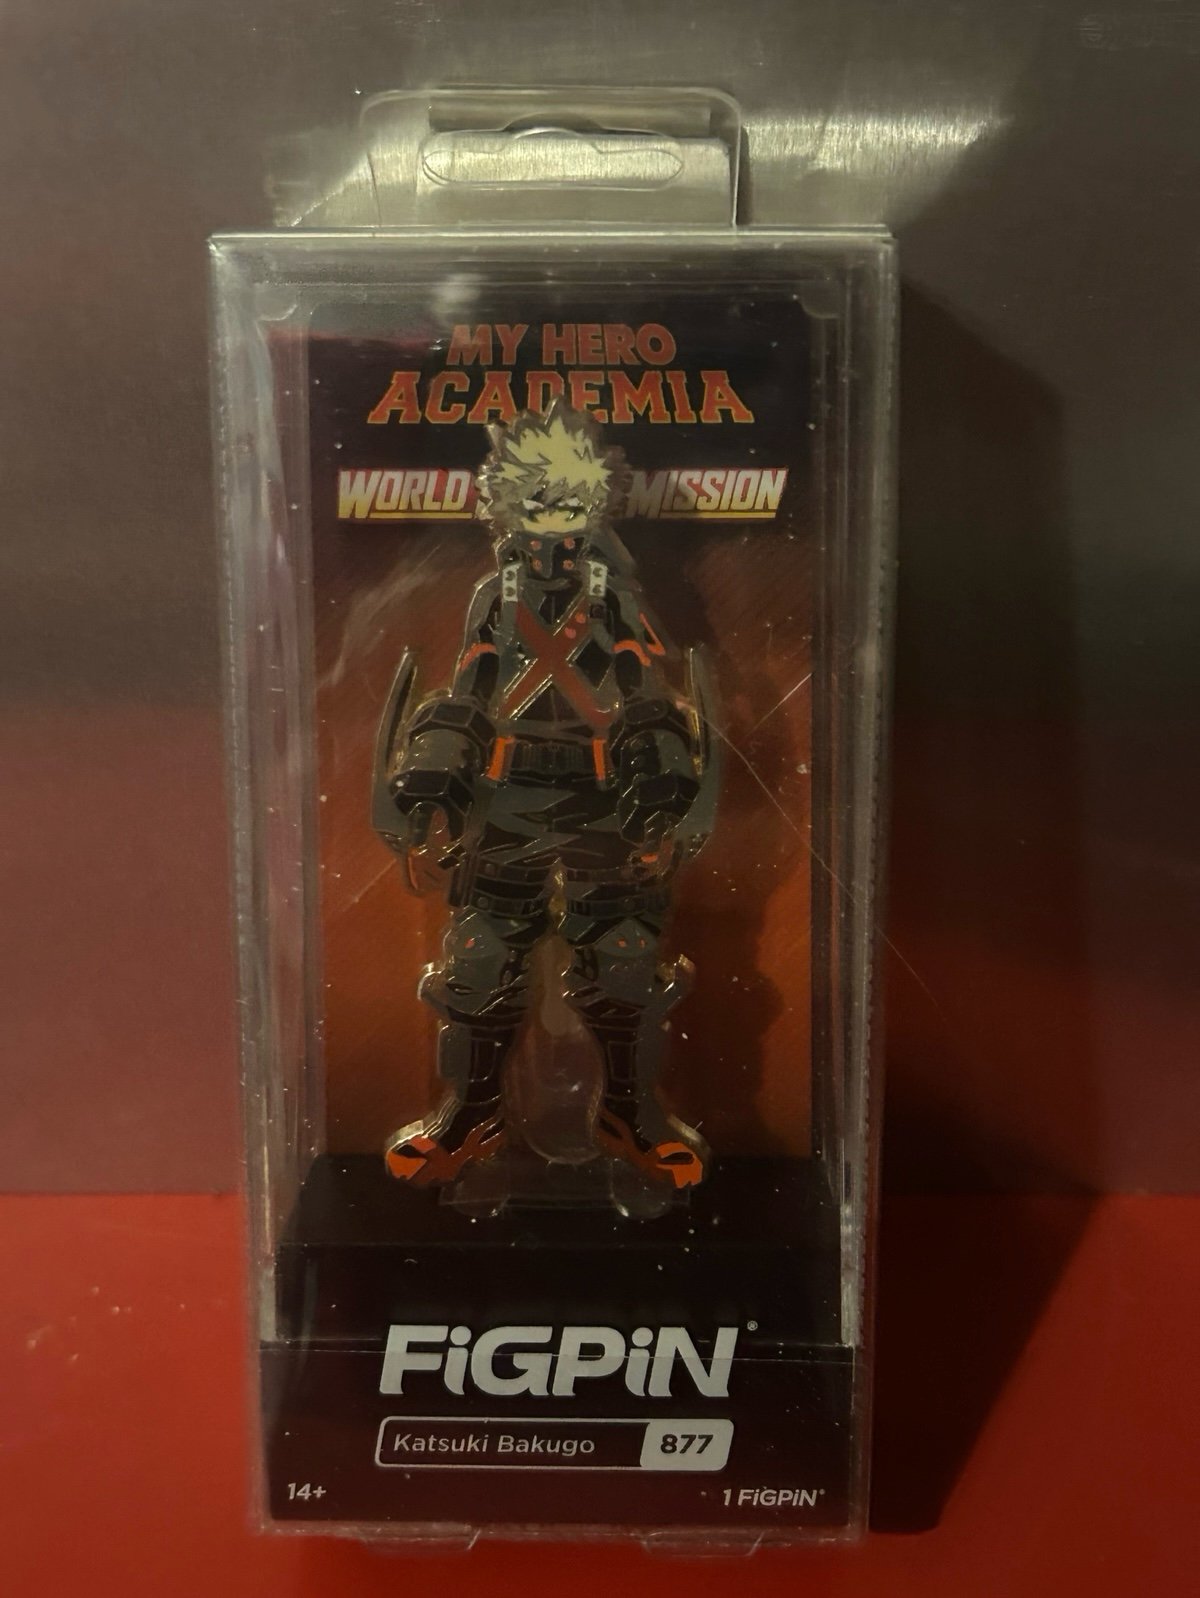 MY HERO
ACADEMIA
WORLD MISSION
FiGPiN®
Katsuki Bakugo 877
14+ 1 FiGPiN®